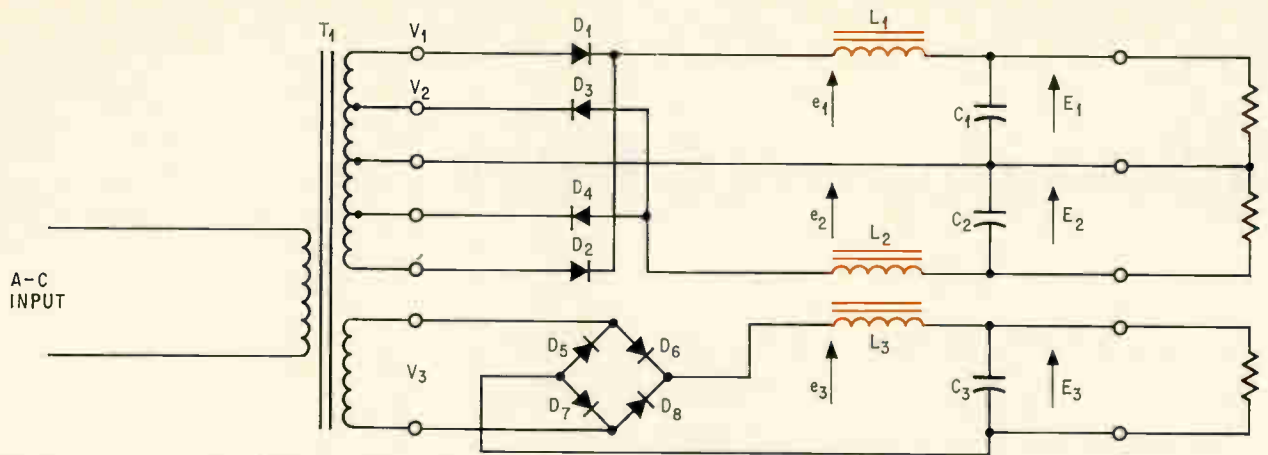 T1
V1
D1
L1
V2
D3
e1
C1
E1
D4
e2
L2
C2
E2
D2
A-C
INPUT
V3
D5
D6
D7
D8
e3
L3
C3
E3